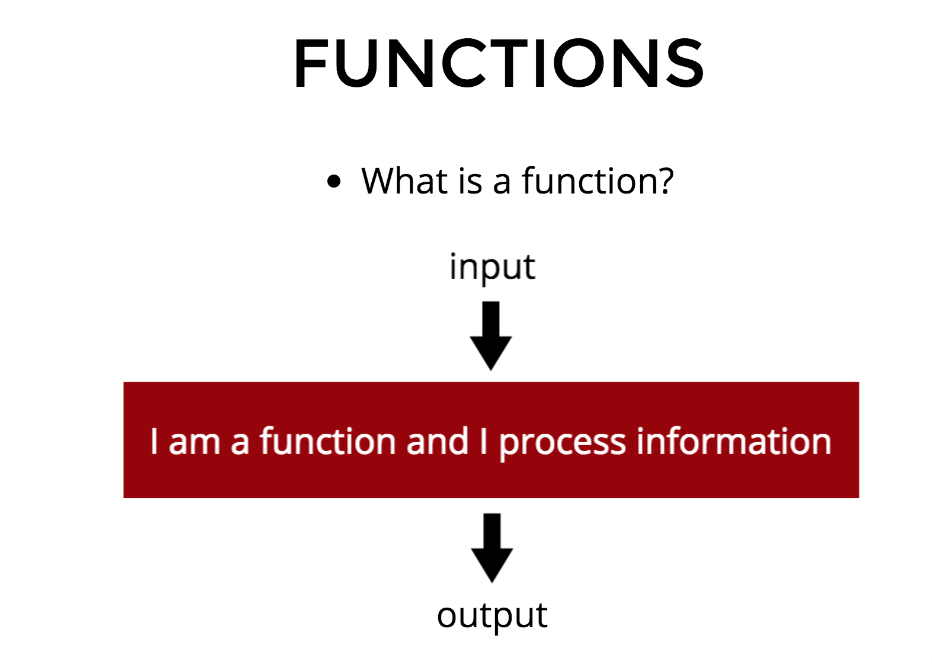 FUNCTIONS
• What is a function?
input
I am a function and I process information
output